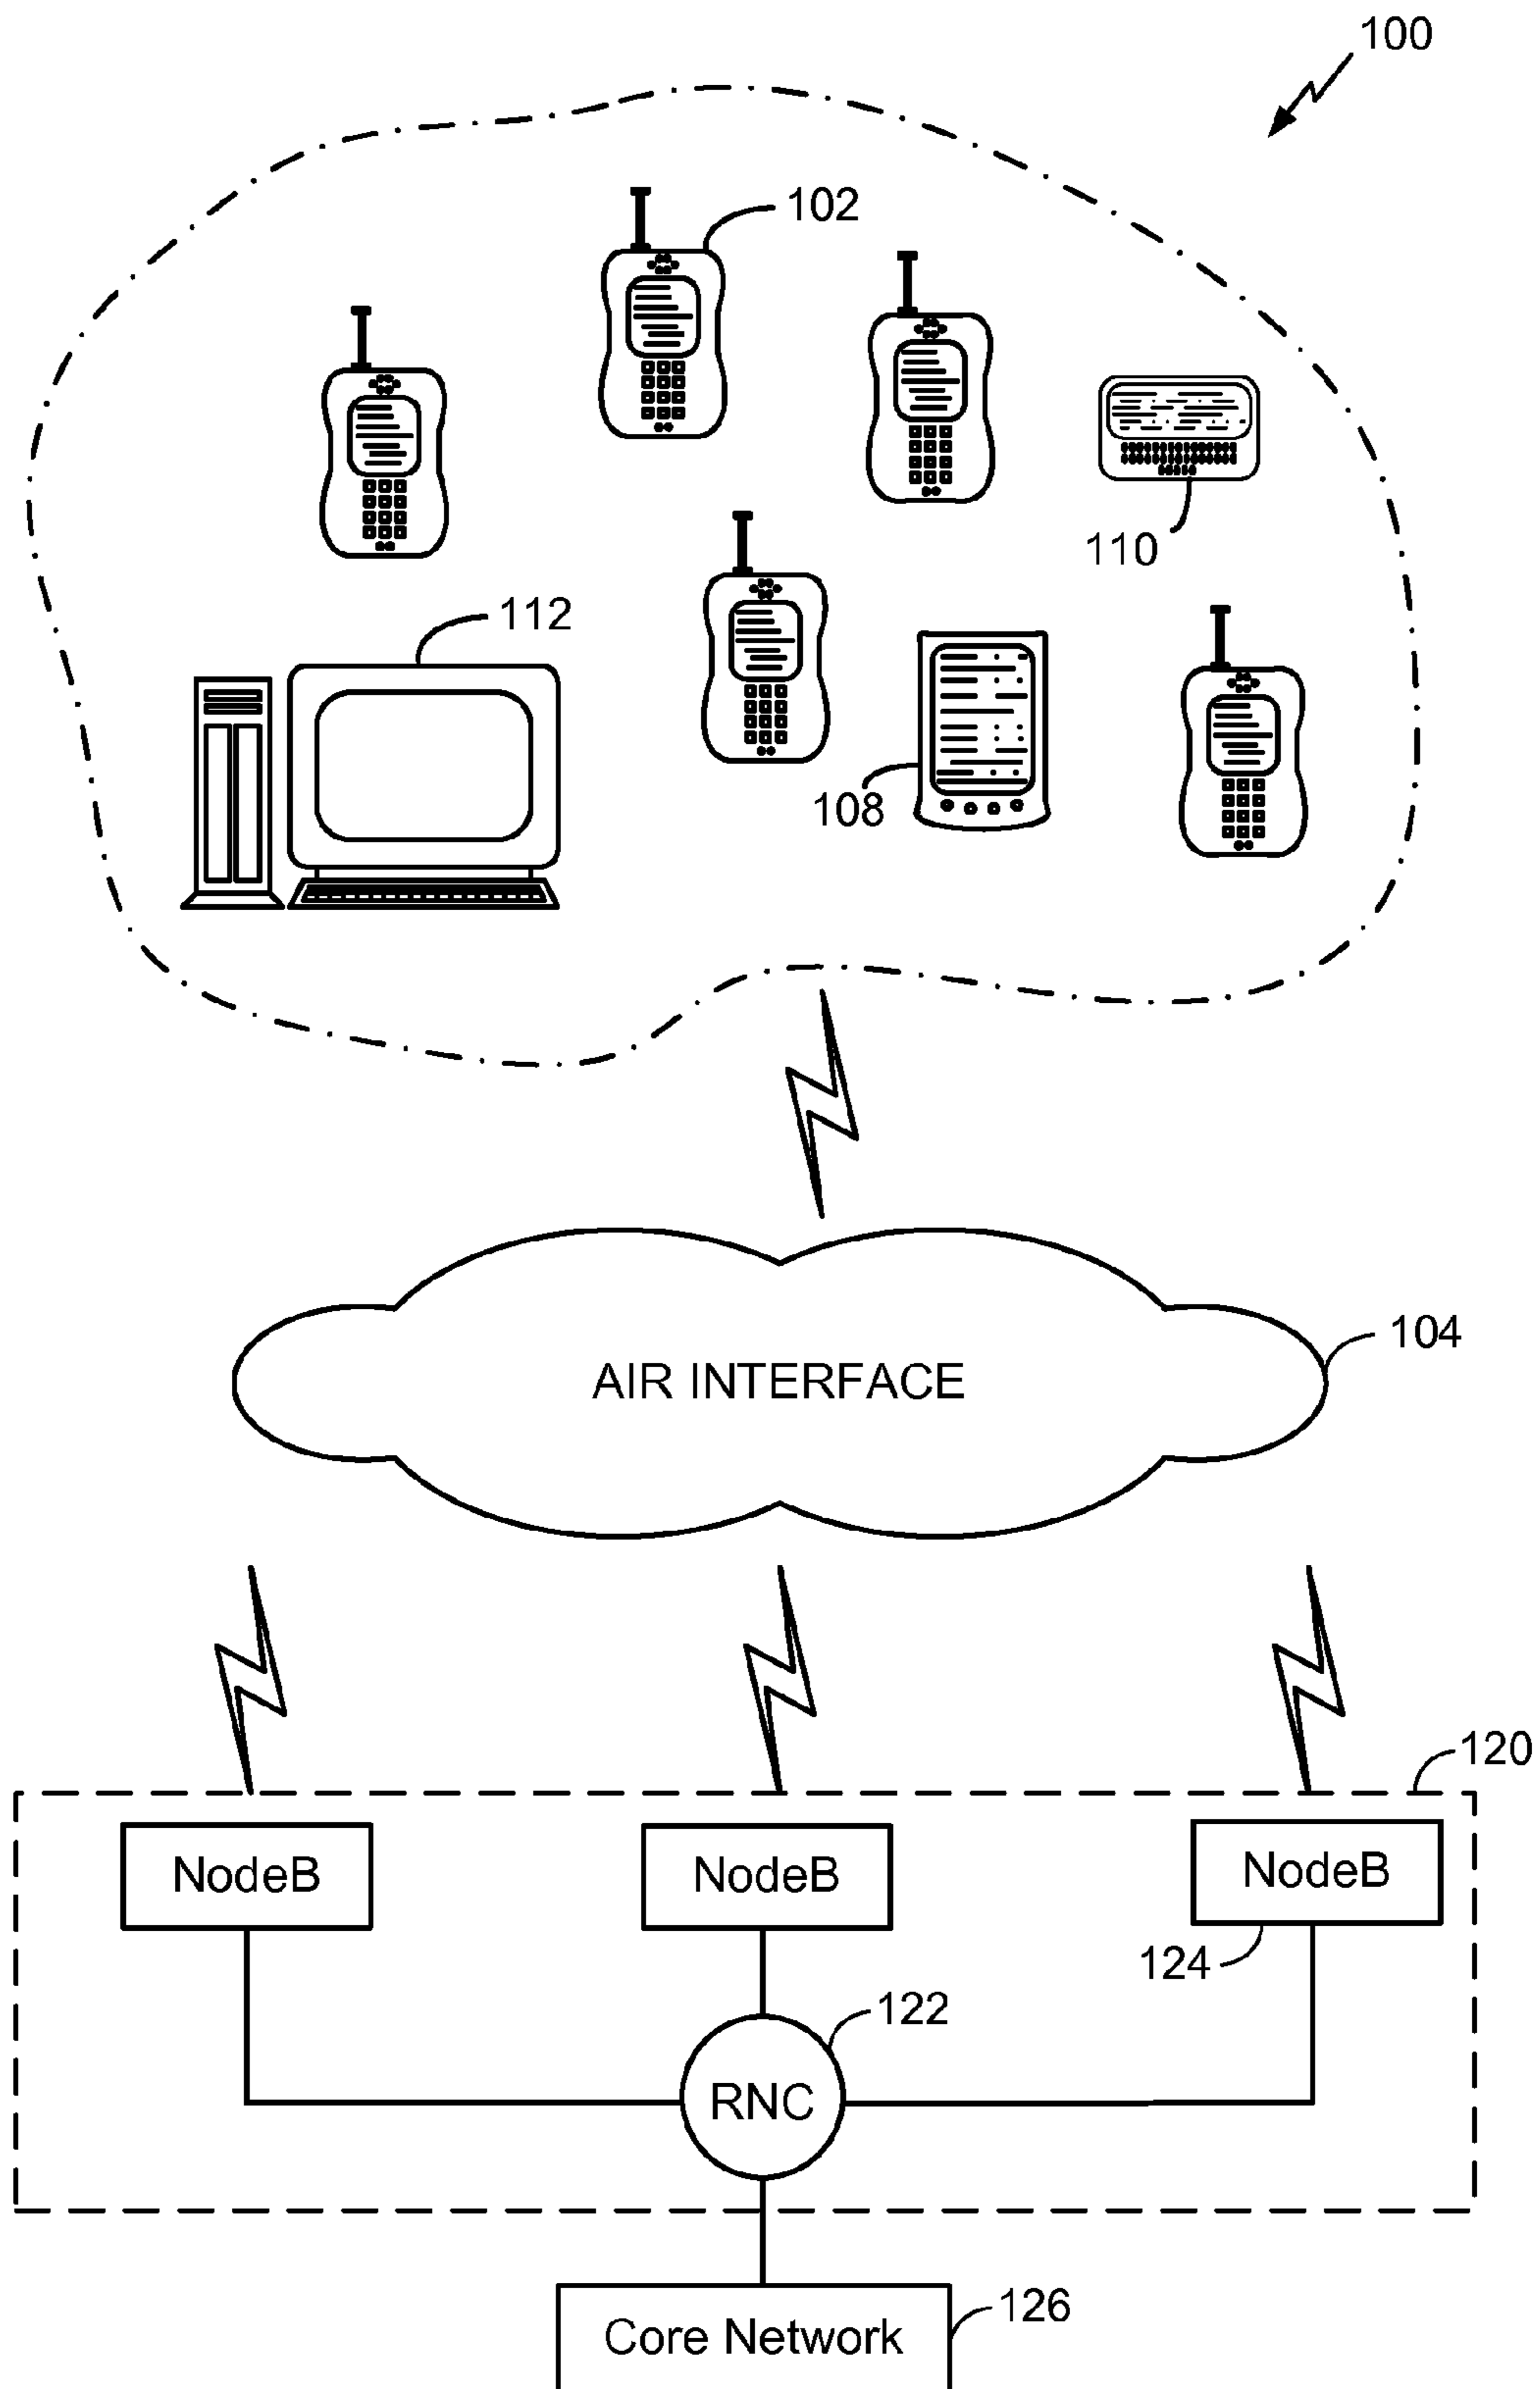 100
102
110
112
108
104
AIR INTERFACE
120
NodeB
NodeB
NodeB
124
122
RNC
126
Core Network